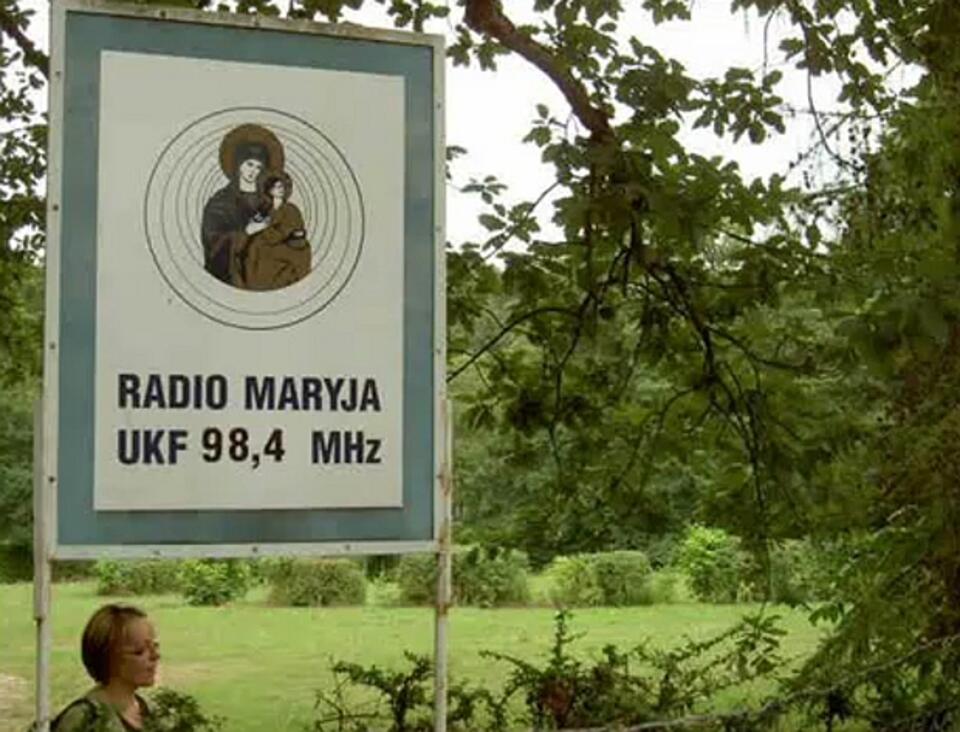 RADIO MARYJA
UKF 98,4 MHz